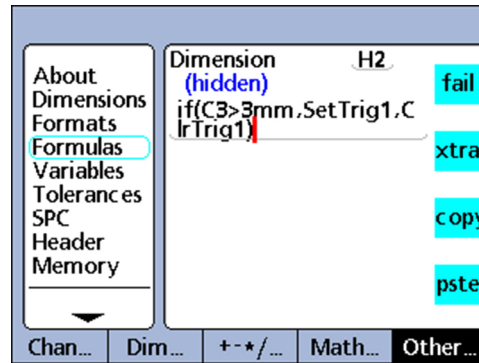 About
Dimensions
Formats
Formulas
Variables
Tolerances
SPC
Header
Memory
Dimension H2
(hidden)
if(C3>3mm,SetTrig1,C
lrTrig1)
fail
xtra
copy
pste
Chan... Dim... +-*/... Math... Other...